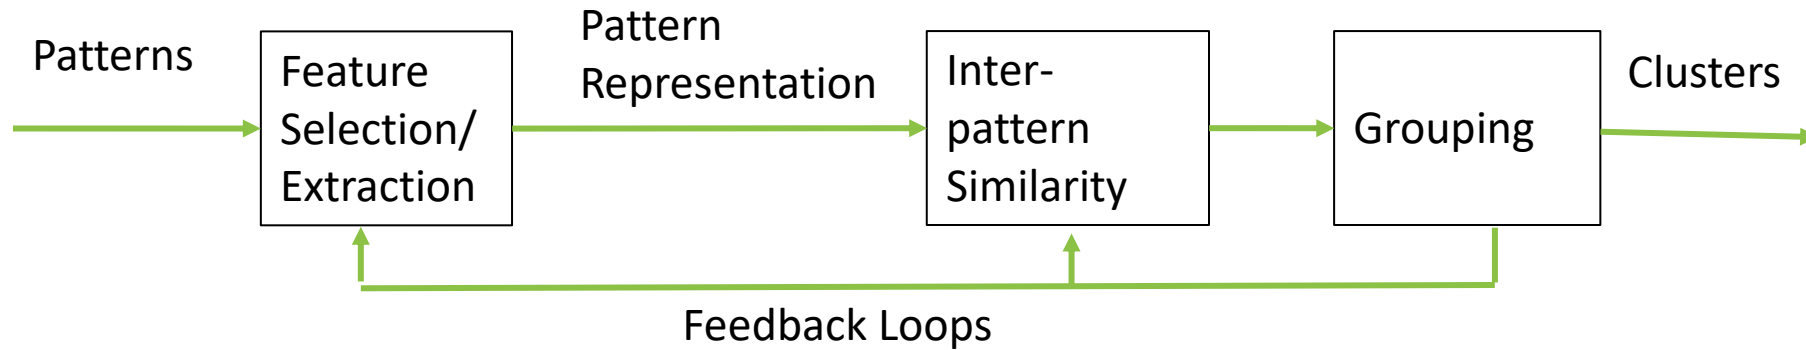 Patterns
Feature
Selection/
Extraction
Pattern
Representation
Inter-
pattern
Similarity
Grouping
Clusters
Feedback Loops